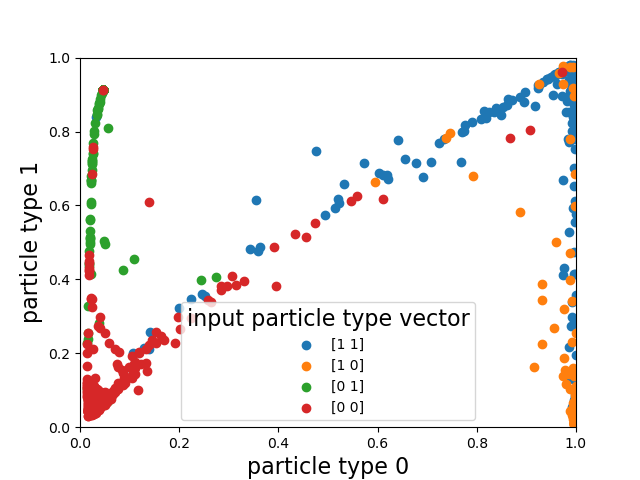 1.0
0.8
0.6
0.4
0.2
0.0
particle type 1
input particle type vector
[1 1]
[1 0]
[0 1]
[0 0]
0.0 0.2 0.4 0.6 0.8 1.0
particle type 0